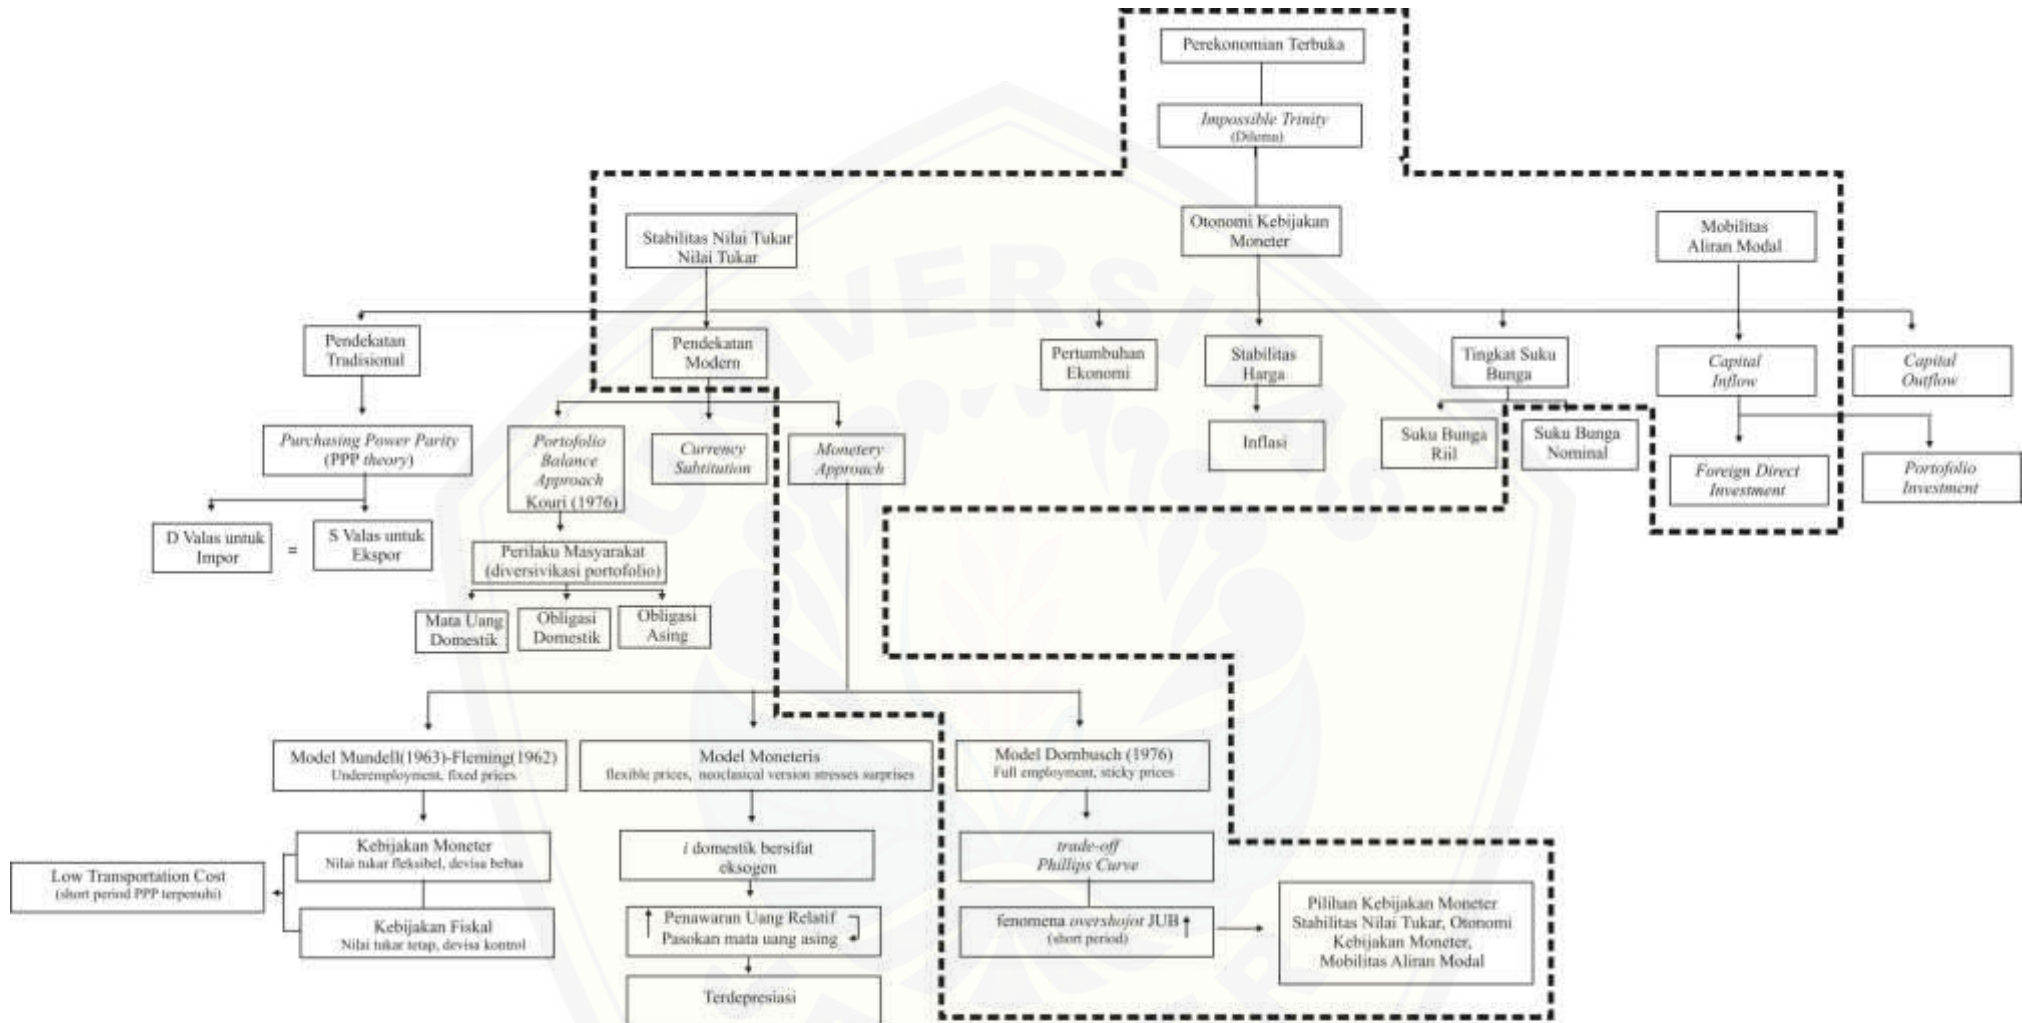 Perekonomian Terbuka
Impossible Trinity
(Dilema)
Stabilitas Nilai Tukar
Nilai Tukar
Otonomi Kebijakan
Moneter
Mobilitas
Aliran Modal
Pendekatan
Tradisional
Pendekatan
Modern
Pertumbuhan
Ekonomi
Stabilitas
Harga
Tingkat Suku
Bunga
Capital
Inflow
Capital
Outflow
Purchasing Power Parity
(PPP theory)
Portofolio
Balance
Approach
Kouri (1976)
Currency
Subtitution
Monetery
Approach
Inflasi
Suku Bunga
Riil
Suku Bunga
Nominal
Foreign Direct
Investment
Portofolio
Investment
D Valas untuk
Impor
=
S Valas untuk
Ekspor
Perilaku Masyarakat
(diversivikasi portofolio)
Mata Uang
Domestik
Obligasi
Domestik
Obligasi
Asing
Model Mundell(1963)-Fleming(1962)
Underemployment, fixed prices
Model Moneteris
flexible prices, neoclasical version stresses surprises
Model Dornbusch (1976)
Full employment, sticky prices
Kebijakan Moneter
Nilai tukar fleksibel, devisa bebas
i domestik bersifat
eksogen
trade-off
Phillips Curve
Low Transportation Cost
(short period PPP terpenuhi)
Kebijakan Fiskal
Nilai tukar tetap, devisa kontrol
Penawaran Uang Relatif
Pasokan mata uang asing
fenomena overshojot JUB
(short period)
Pilihan Kebijakan Moneter
Stabilitas Nilai Tukar, Otonomi
Kebijakan Moneter,
Mobilitas Aliran Modal
Terdepresiasi
UNIVERSITAS